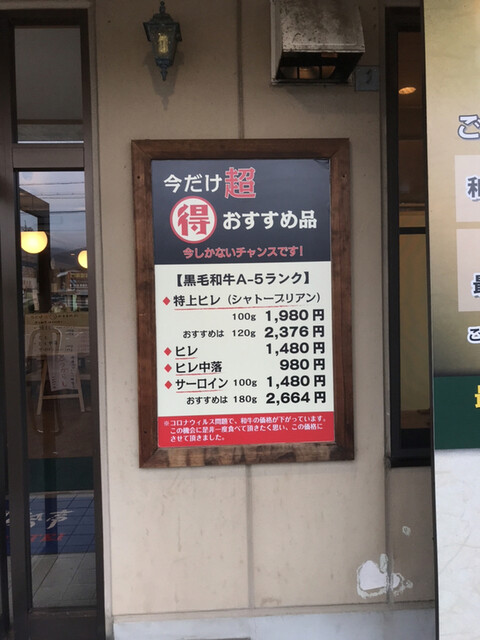 今だけ超
得おすすめ品
今しかないチャンスです!
【黒毛和牛A-5ランク】
◆特上ヒレ(シャトーブリアン)
100g 1,980円
おすすめは 120g 2,376円
◆ヒレ 1,480円
◆ヒレ中落 980円
◆サーロイン 100g 1,480円
おすすめは 180g 2,664円
※コロナウィルス問題で、和牛の価格が下がっています。
この機会に是非一度食べて頂きたく思い、この価格に
させて頂きました。